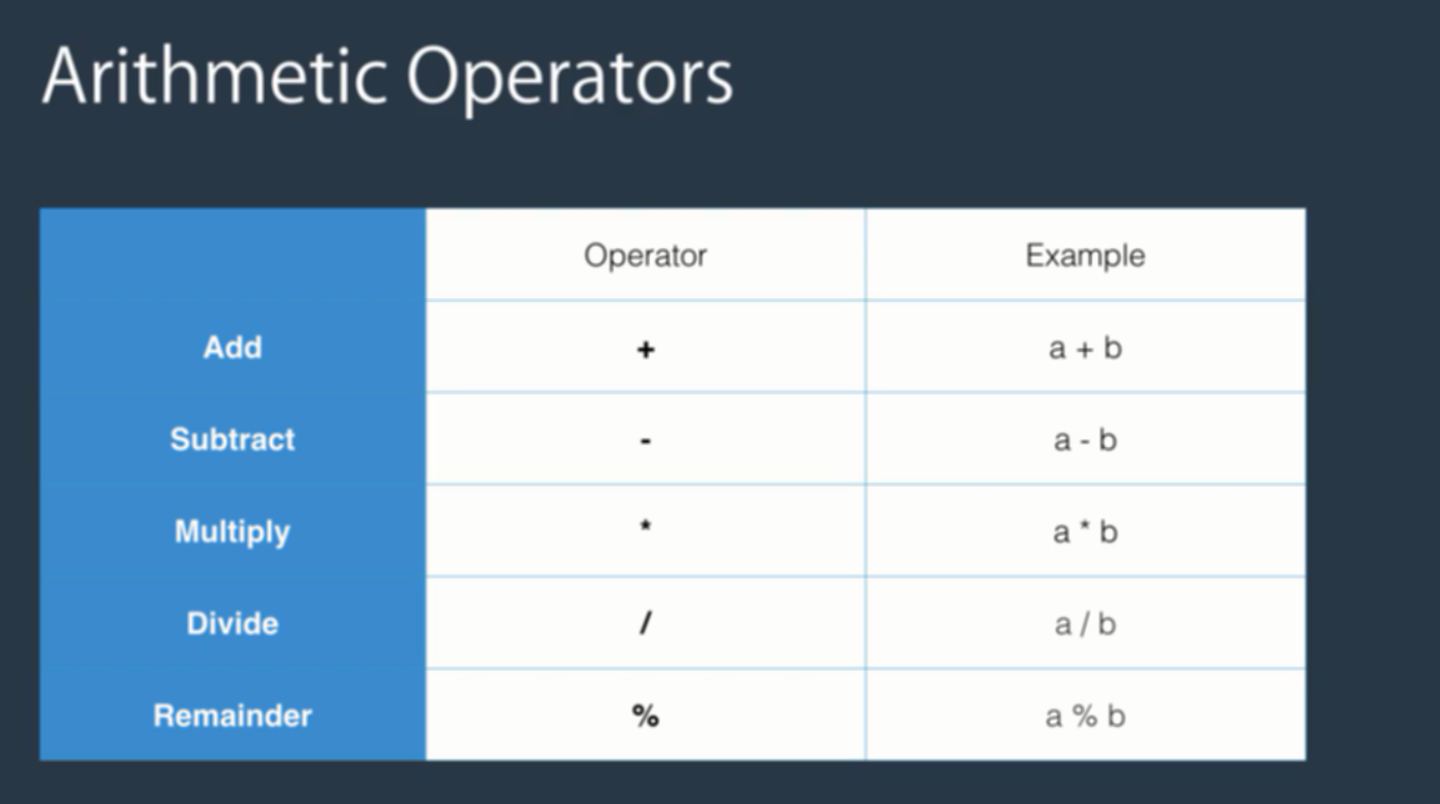 Arithmetic Operators
Operator Example
Add + a + b
Subtract - a - b
Multiply * a * b
Divide / a / b
Remainder % a % b